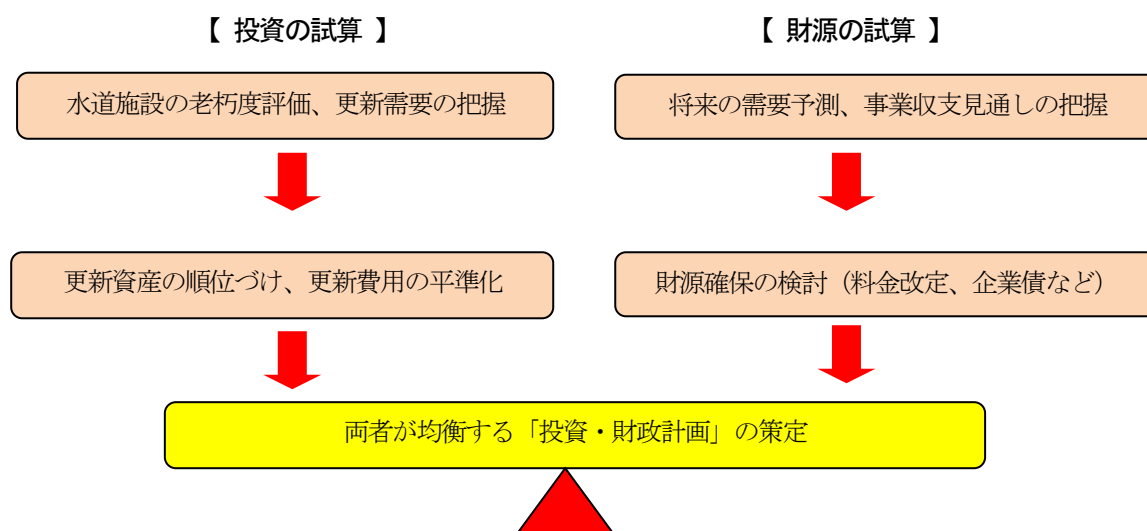 【 投資の試算 】
【 財源の試算 】
水道施設の老朽度評価、更新需要の把握
将来の需要予測、事業収支見通しの把握
更新資産の順位づけ、更新費用の平準化
財源確保の検討（料金改定、企業債など）
両者が均衡する「投資・財政計画」の策定